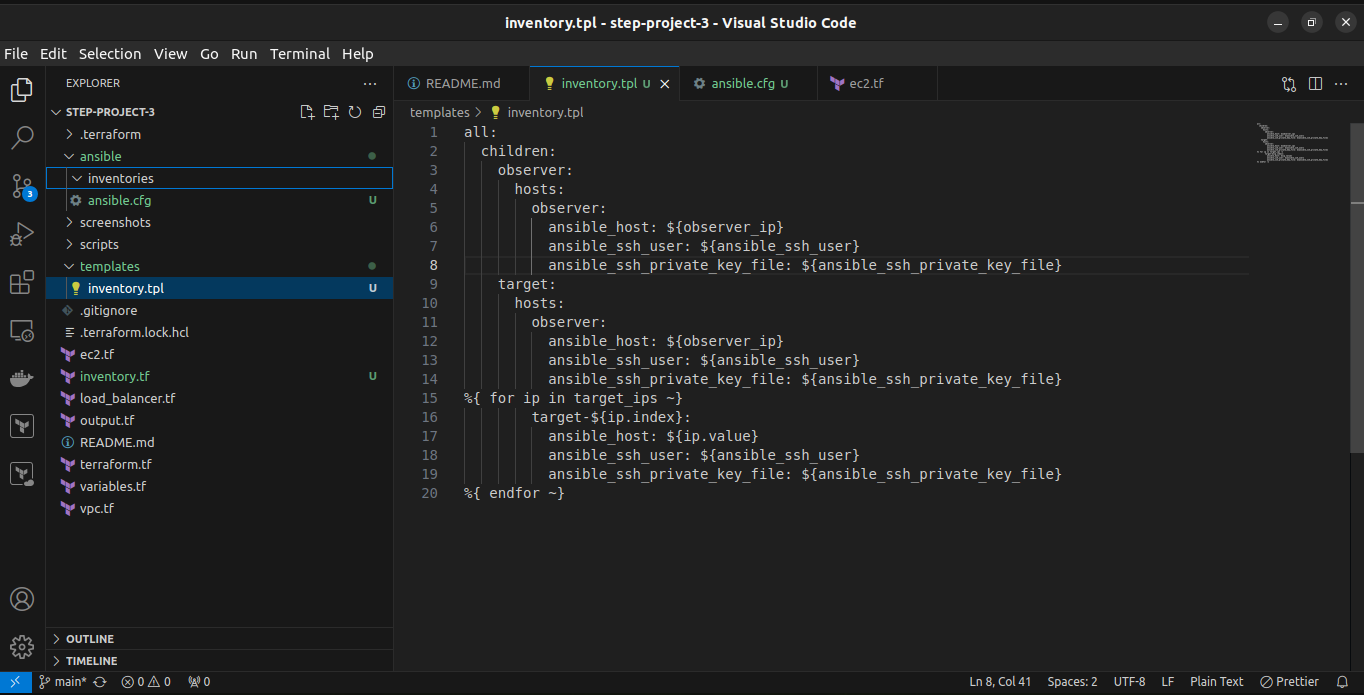 inventory.tpl - step-project-3 - Visual Studio Code
File Edit Selection View Go Run Terminal Help
EXPLORER
README.md
inventory.tpl U
ansible.cfg U
ec2.tf
STEP-PROJECT-3
templates > inventory.tpl
.terraform
ansible
inventories
ansible.cfg U
screenshots
scripts
templates
inventory.tpl U
.gitignore
.terraform.lock.hcl
ec2.tf
inventory.tf U
load_balancer.tf
output.tf
README.md
terraform.tf
variables.tf
vpc.tf
3
1 all:
2   children:
3     observer:
4       hosts:
5         observer:
6           ansible_host: ${observer_ip}
7           ansible_ssh_user: ${ansible_ssh_user}
8           ansible_ssh_private_key_file: ${ansible_ssh_private_key_file}
9     target:
10       hosts:
11         observer:
12           ansible_host: ${observer_ip}
13           ansible_ssh_user: ${ansible_ssh_user}
14           ansible_ssh_private_key_file: ${ansible_ssh_private_key_file}
15 %{ for ip in target_ips ~}
16         target-${ip.index}:
17           ansible_host: ${ip.value}
18           ansible_ssh_user: ${ansible_ssh_user}
19           ansible_ssh_private_key_file: ${ansible_ssh_private_key_file}
20 %{ endfor ~}
OUTLINE
TIMELINE
main* 0 0 0 Ln 8, Col 41 Spaces: 2 UTF-8 LF Plain Text Prettier